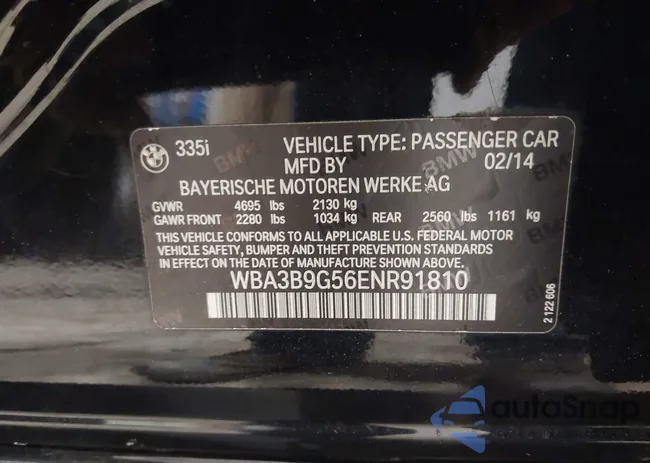 335i VEHICLE TYPE: PASSENGER CAR
MFD BY 02/14
BAYERISCHE MOTOREN WERKE AG
GVWR 4695 lbs 2130 kg
GAWR FRONT 2280 lbs 1034 kg REAR 2560 lbs 1161 kg
THIS VEHICLE CONFORMS TO ALL APPLICABLE U.S. FEDERAL MOTOR
VEHICLE SAFETY, BUMPER AND THEFT PREVENTION STANDARDS
IN EFFECT ON THE DATE OF MANUFACTURE SHOWN ABOVE.
WBA3B9G56ENR91810
2 122 606
autoSnap